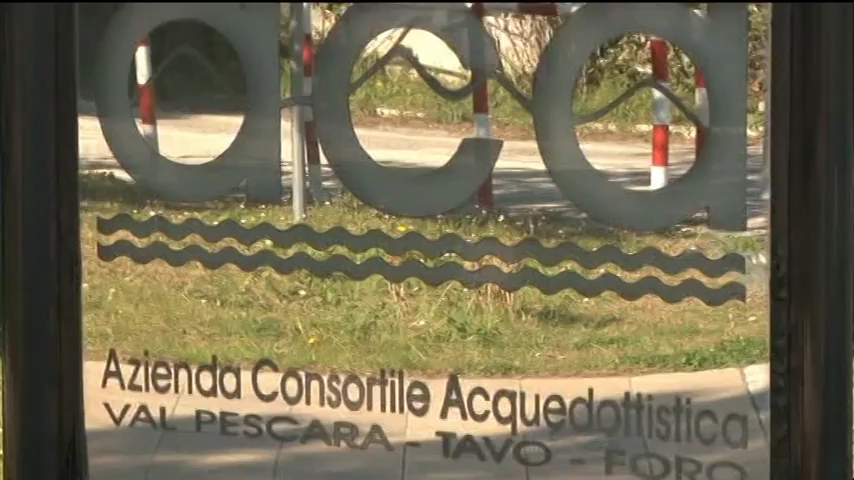 aca
Azienda Consortile Acquedottistica
VAL PESCARA - TAVO - FORO